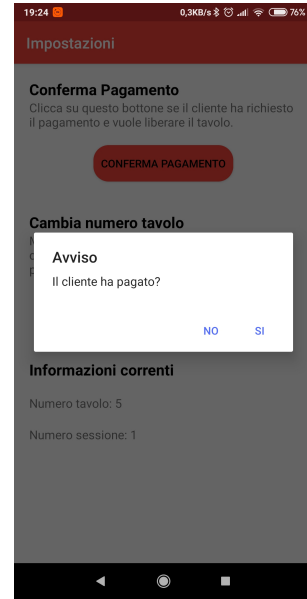 19:24 0,3KB/s 76%
Impostazioni
Conferma Pagamento
Clicca su questo bottone se il cliente ha richiesto
il pagamento e vuole liberare il tavolo.
CONFERMA PAGAMENTO
Cambia numero tavolo
Avviso
Il cliente ha pagato?
NO SI
Informazioni correnti
Numero tavolo: 5
Numero sessione: 1